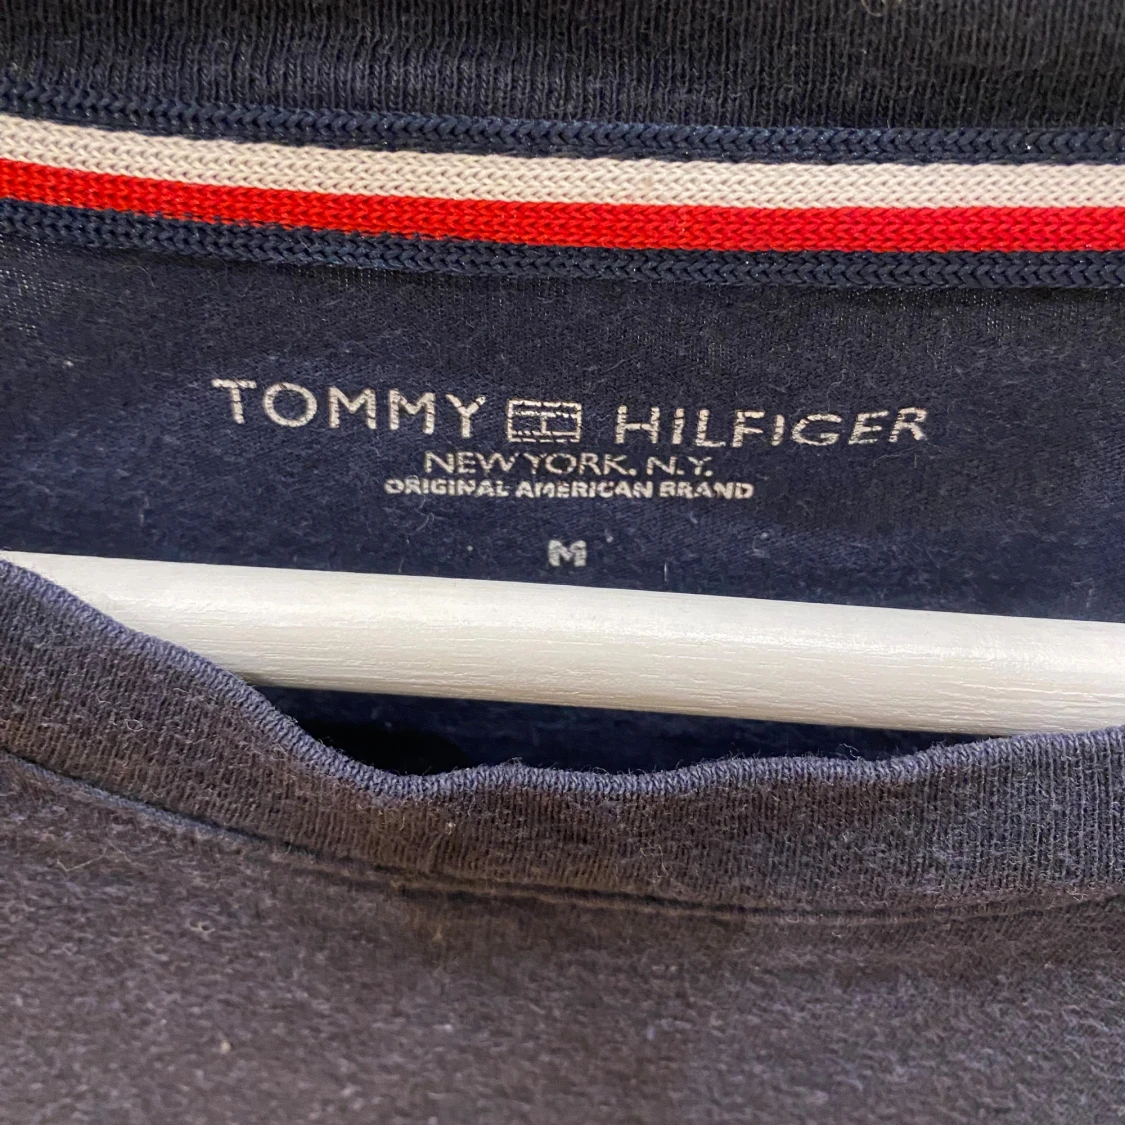 TOMMY HILFIGER
NEW YORK. N.Y.
ORIGINAL AMERICAN BRAND
M